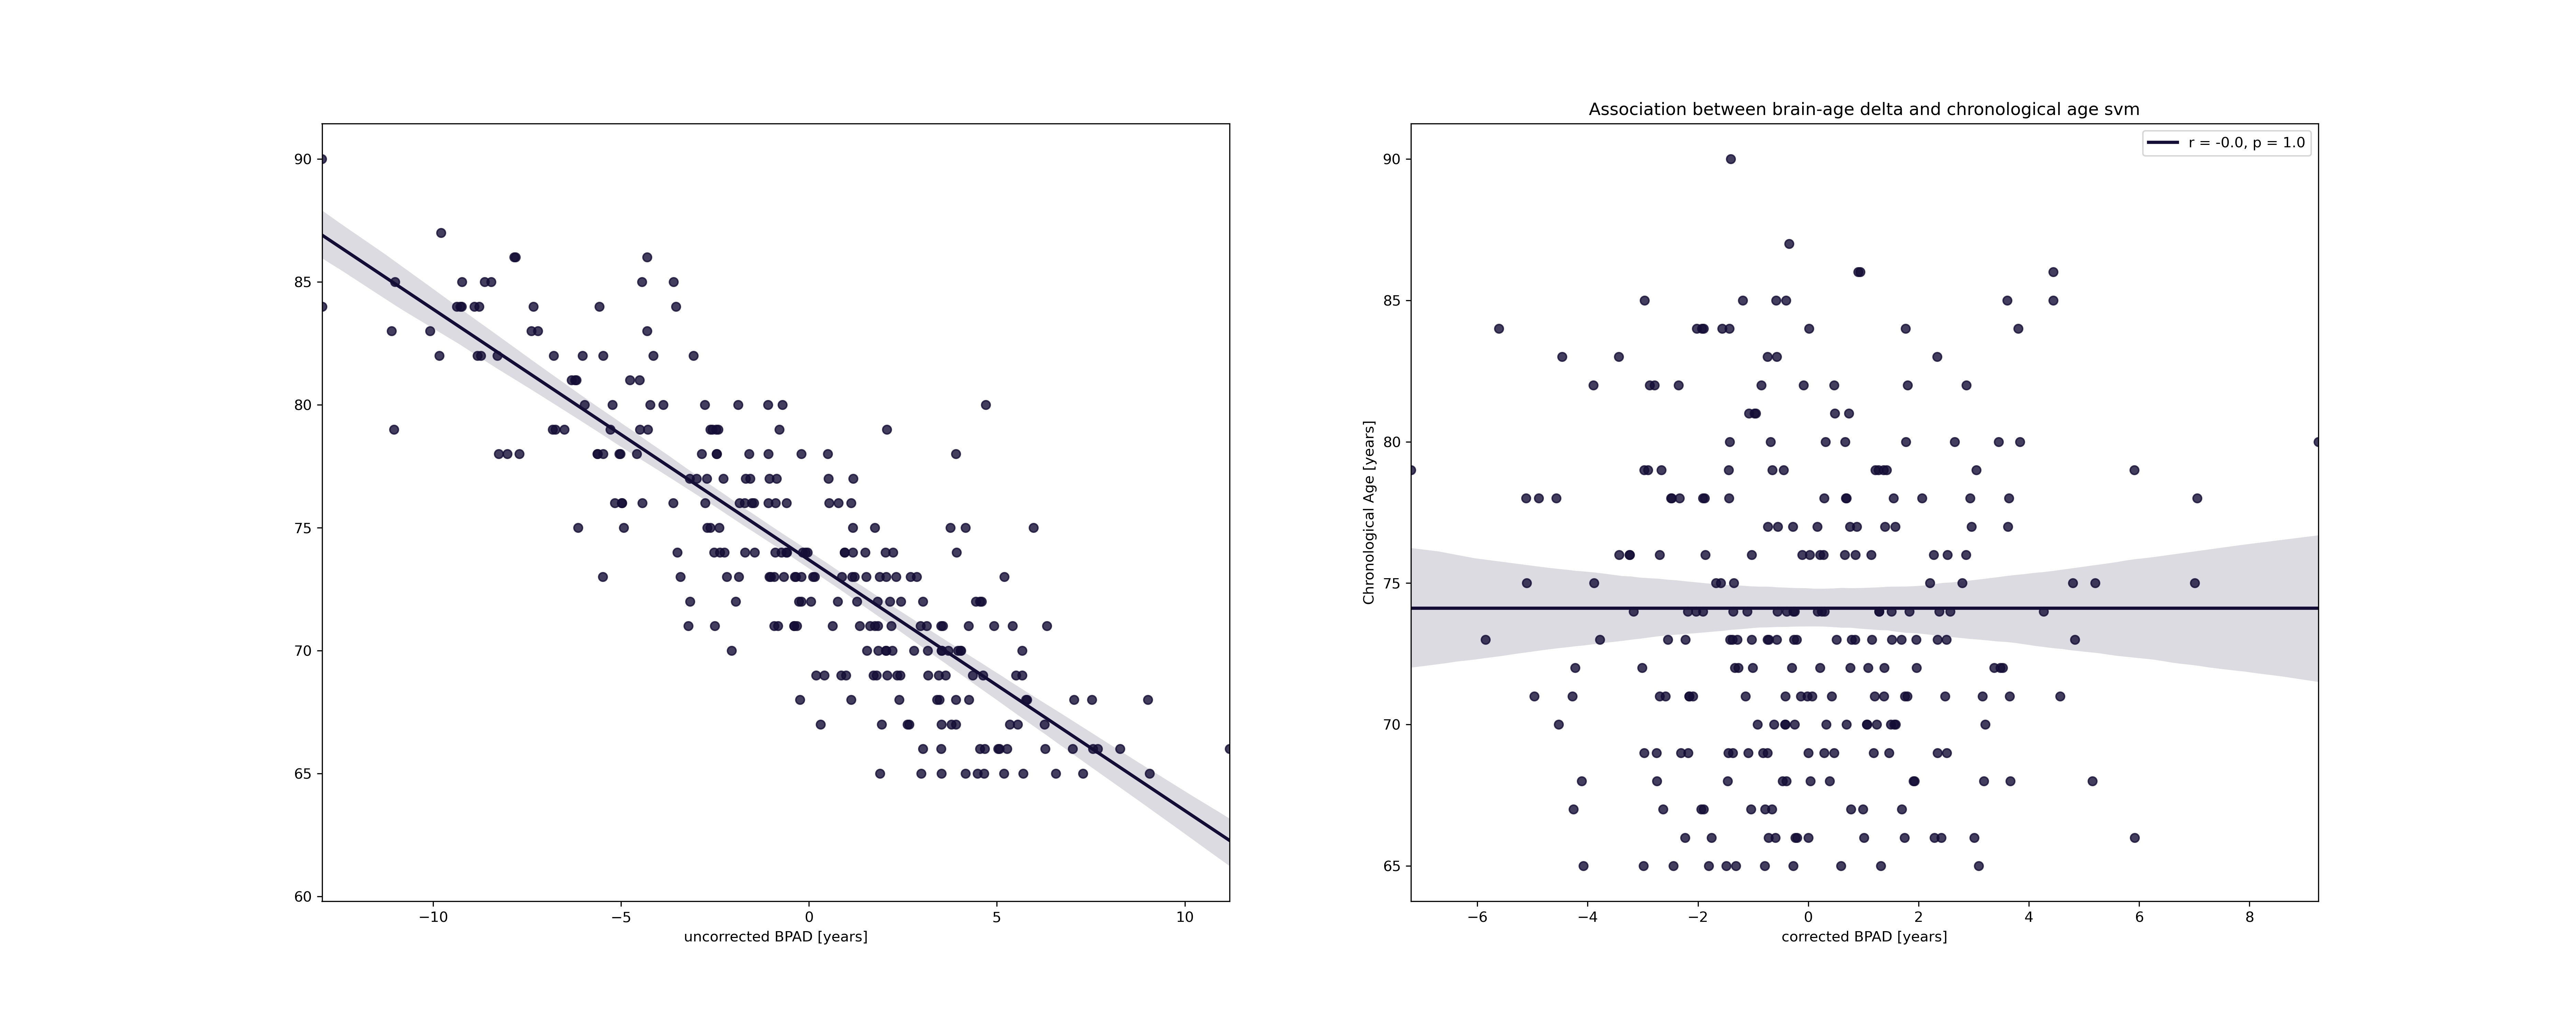 90
85
80
75
70
65
60
−10 −5 0 5 10
uncorrected BPAD [years]
Association between brain-age delta and chronological age svm
r = -0.0, p = 1.0
Chronological Age [years]
90
85
80
75
70
65
−6 −4 −2 0 2 4 6 8
corrected BPAD [years]